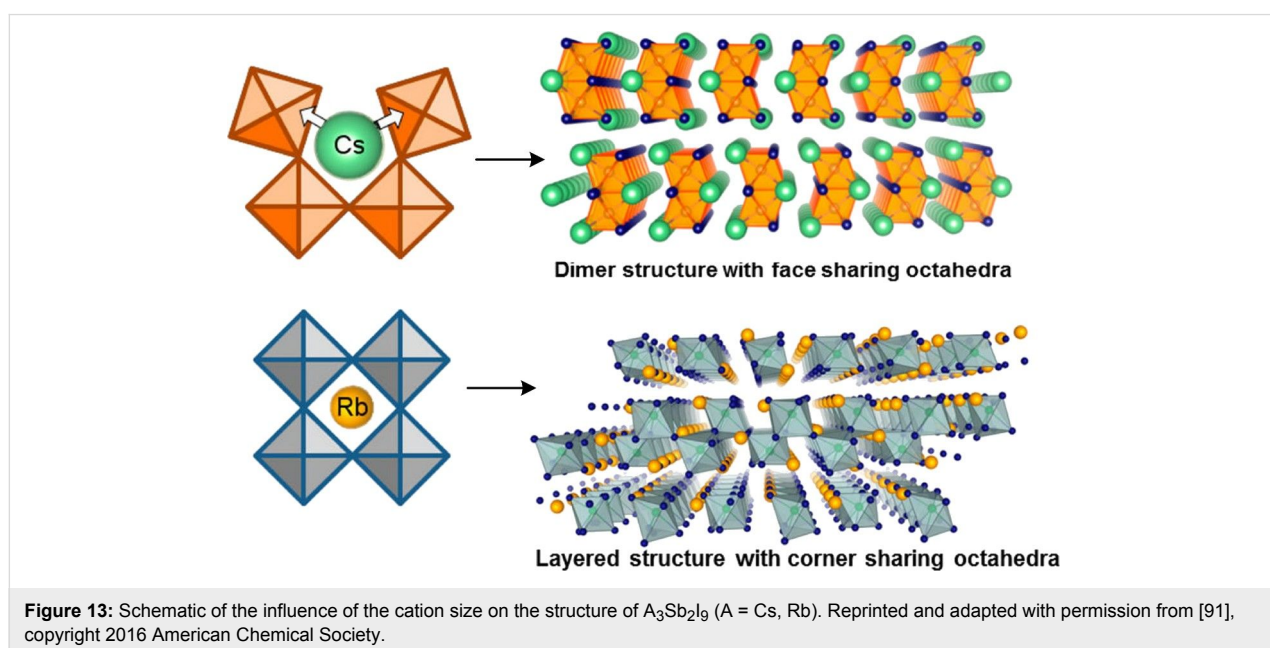 Cs
Dimer structure with face sharing octahedra
Rb
Layered structure with corner sharing octahedra
Figure 13: Schematic of the influence of the cation size on the structure of A₃Sb₂I₉ (A = Cs, Rb). Reprinted and adapted with permission from [91],
copyright 2016 American Chemical Society.